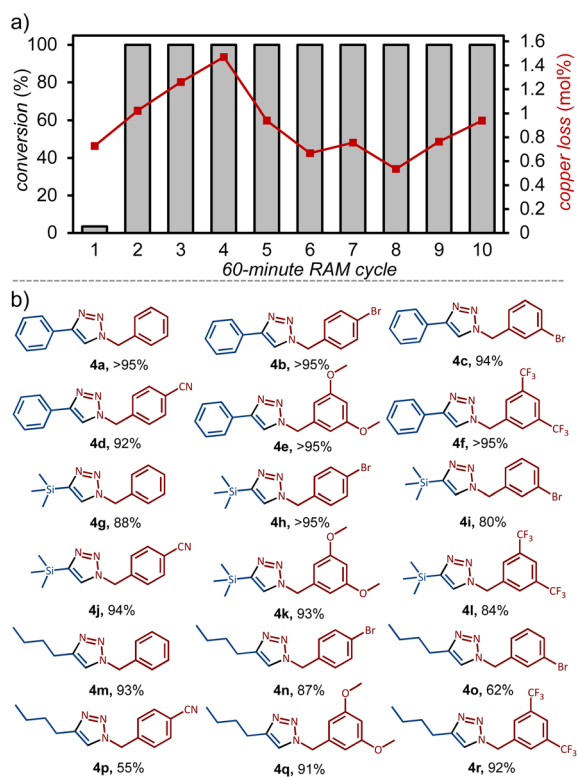 a)
100
80
60
40
20
0
conversion (%)
1.6
1.4
1.2
1
0.8
0.6
0.4
0.2
0
copper loss (mol%)
1 2 3 4 5 6 7 8 9 10
60-minute RAM cycle
b)
N N N
4a, >95%
N N N Br
4b, >95%
N N N Br
4c, 94%
N N N CN
4d, 92%
N N N O O
4e, >95%
N N N CF3 CF3
4f, >95%
Si N N N
4g, 88%
Si N N N Br
4h, >95%
Si N N N Br
4i, 80%
Si N N N CN
4j, 94%
Si N N N O O
4k, 93%
Si N N N CF3 CF3
4l, 84%
N N N
4m, 93%
N N N Br
4n, 87%
N N N Br
4o, 62%
N N N CN
4p, 55%
N N N O O
4q, 91%
N N N CF3 CF3
4r, 92%